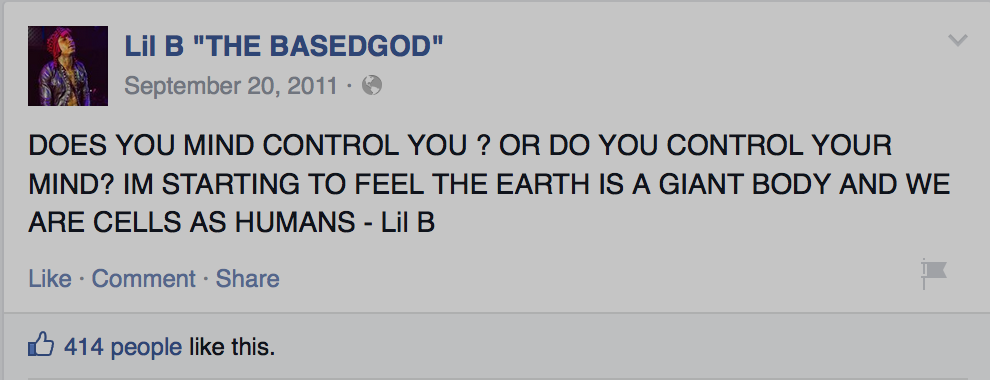 Lil B "THE BASEDGOD"
September 20, 2011 ·
DOES YOU MIND CONTROL YOU ? OR DO YOU CONTROL YOUR
MIND? IM STARTING TO FEEL THE EARTH IS A GIANT BODY AND WE
ARE CELLS AS HUMANS - Lil B
Like · Comment · Share
414 people like this.